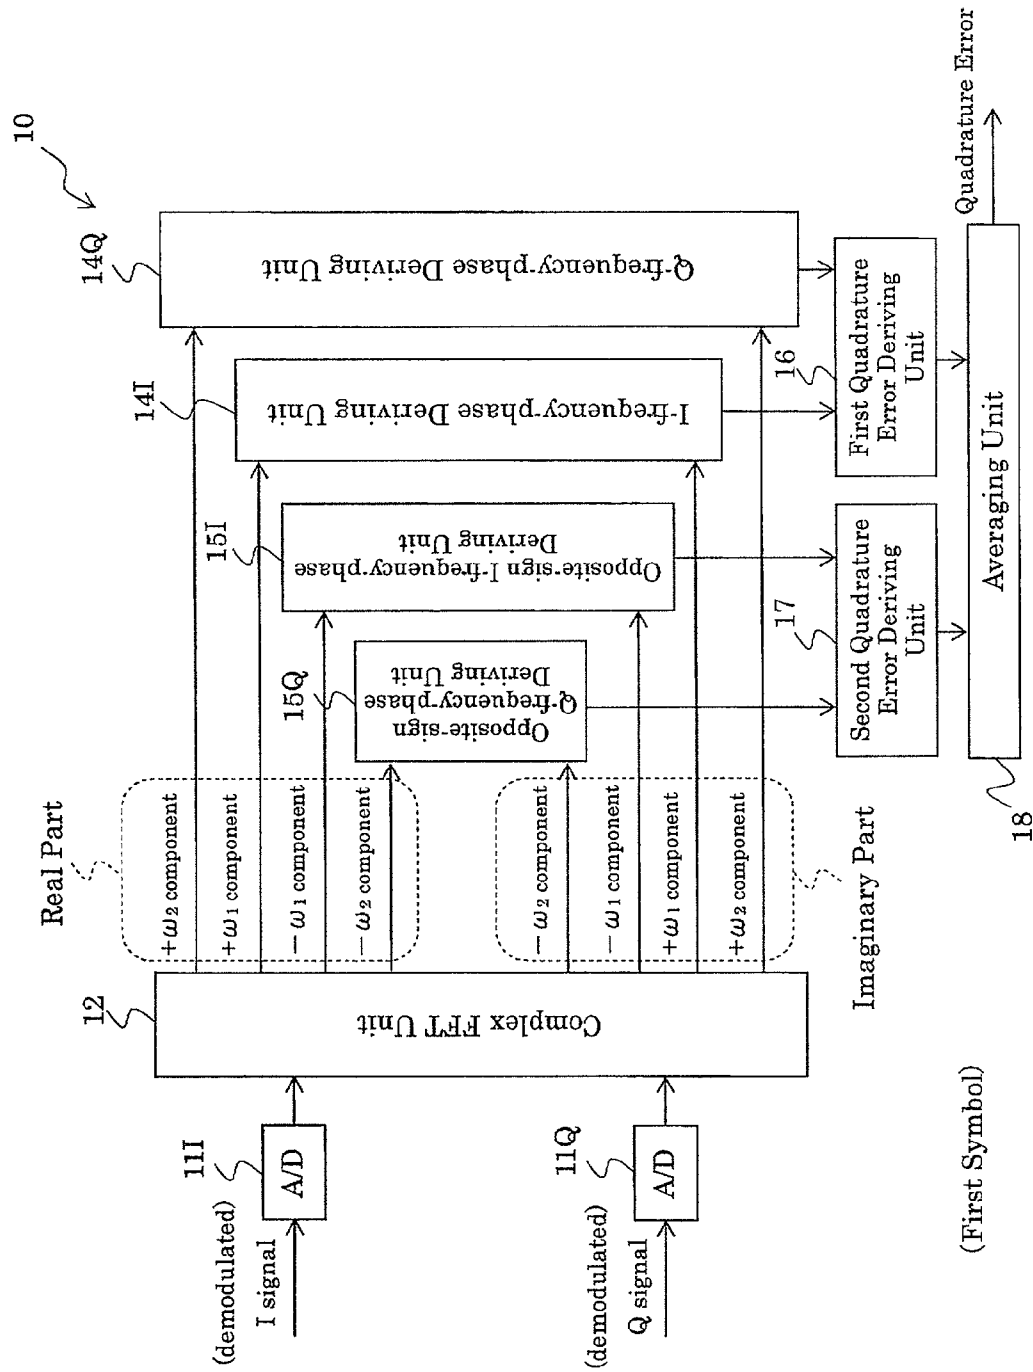 10
Real Part
+ω2 component
+ω1 component
−ω1 component
−ω2 component
−ω2 component
−ω1 component
+ω1 component
+ω2 component
Imaginary Part
(demodulated)
I signal
11I
A/D
(demodulated)
Q signal
11Q
A/D
12
Complex FFT Unit
15Q
Opposite-sign
Q-frequency-phase
Deriving Unit
15I
Opposite-sign I-frequency-phase
Deriving Unit
14I
I-frequency-phase Deriving Unit
14Q
Q-frequency-phase Deriving Unit
17
Second Quadrature
Error Deriving
Unit
16
First Quadrature
Error Deriving
Unit
18
Averaging Unit
Quadrature Error
(First Symbol)